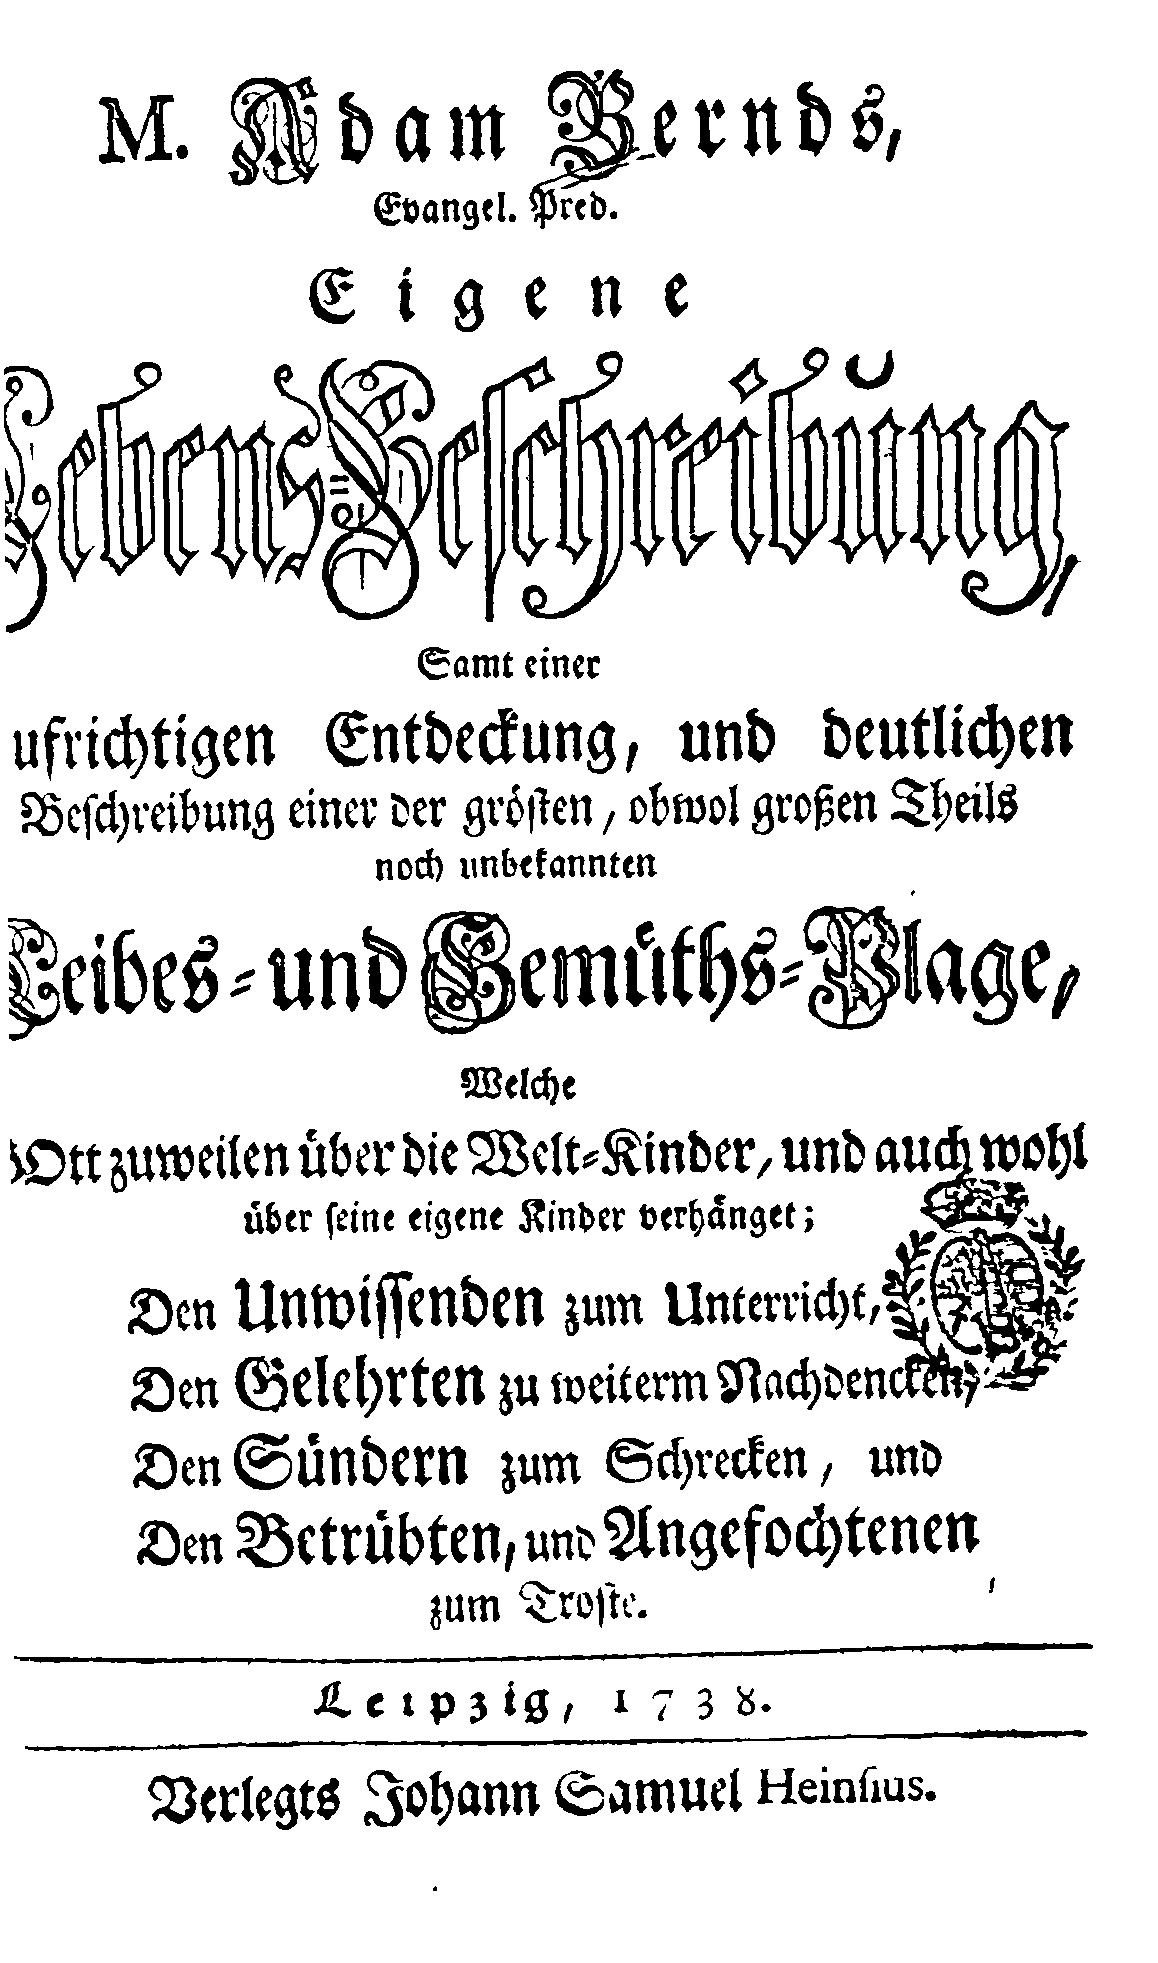 M. Adam Bernds,
Evangel. Pred.
Eigene
Lebens-Beschreibung,
Samt einer
ufrichtigen Entdeckung, und deutlichen
Beschreibung einer der grösten, obwol großen Theils
noch unbekannten
Leibes- und Gemüths-Plage,
Welche
GOtt zuweilen über die Welt-Kinder, und auch wohl
über seine eigene Kinder verhänget;
Den Unwissenden zum Unterricht,
Den Gelehrten zu weiterm Nachdencken,
Den Sündern zum Schrecken, und
Den Betrübten, und Angefochtenen
zum Troste.
Leipzig, 1738.
Verlegts Johann Samuel Heinsius.